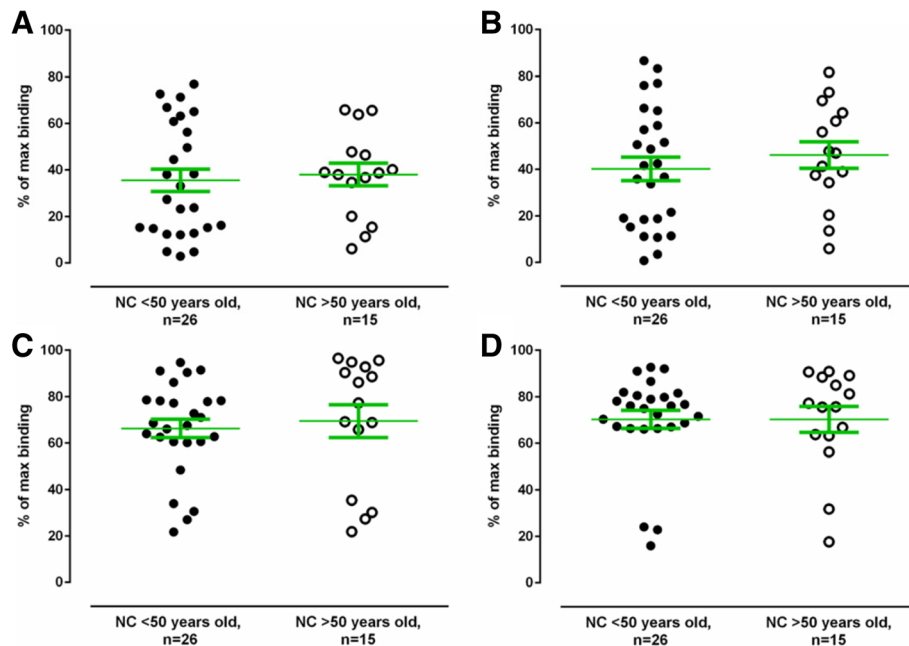 A
B
% of max binding
100
80
60
40
20
0
NC <50 years old,
n=26
NC >50 years old,
n=15
% of max binding
100
80
60
40
20
0
NC <50 years old,
n=26
NC >50 years old,
n=15
C
D
% of max binding
100
80
60
40
20
0
NC <50 years old,
n=26
NC >50 years old,
n=15
% of max binding
100
80
60
40
20
0
NC <50 years old,
n=26
NC >50 years old,
n=15